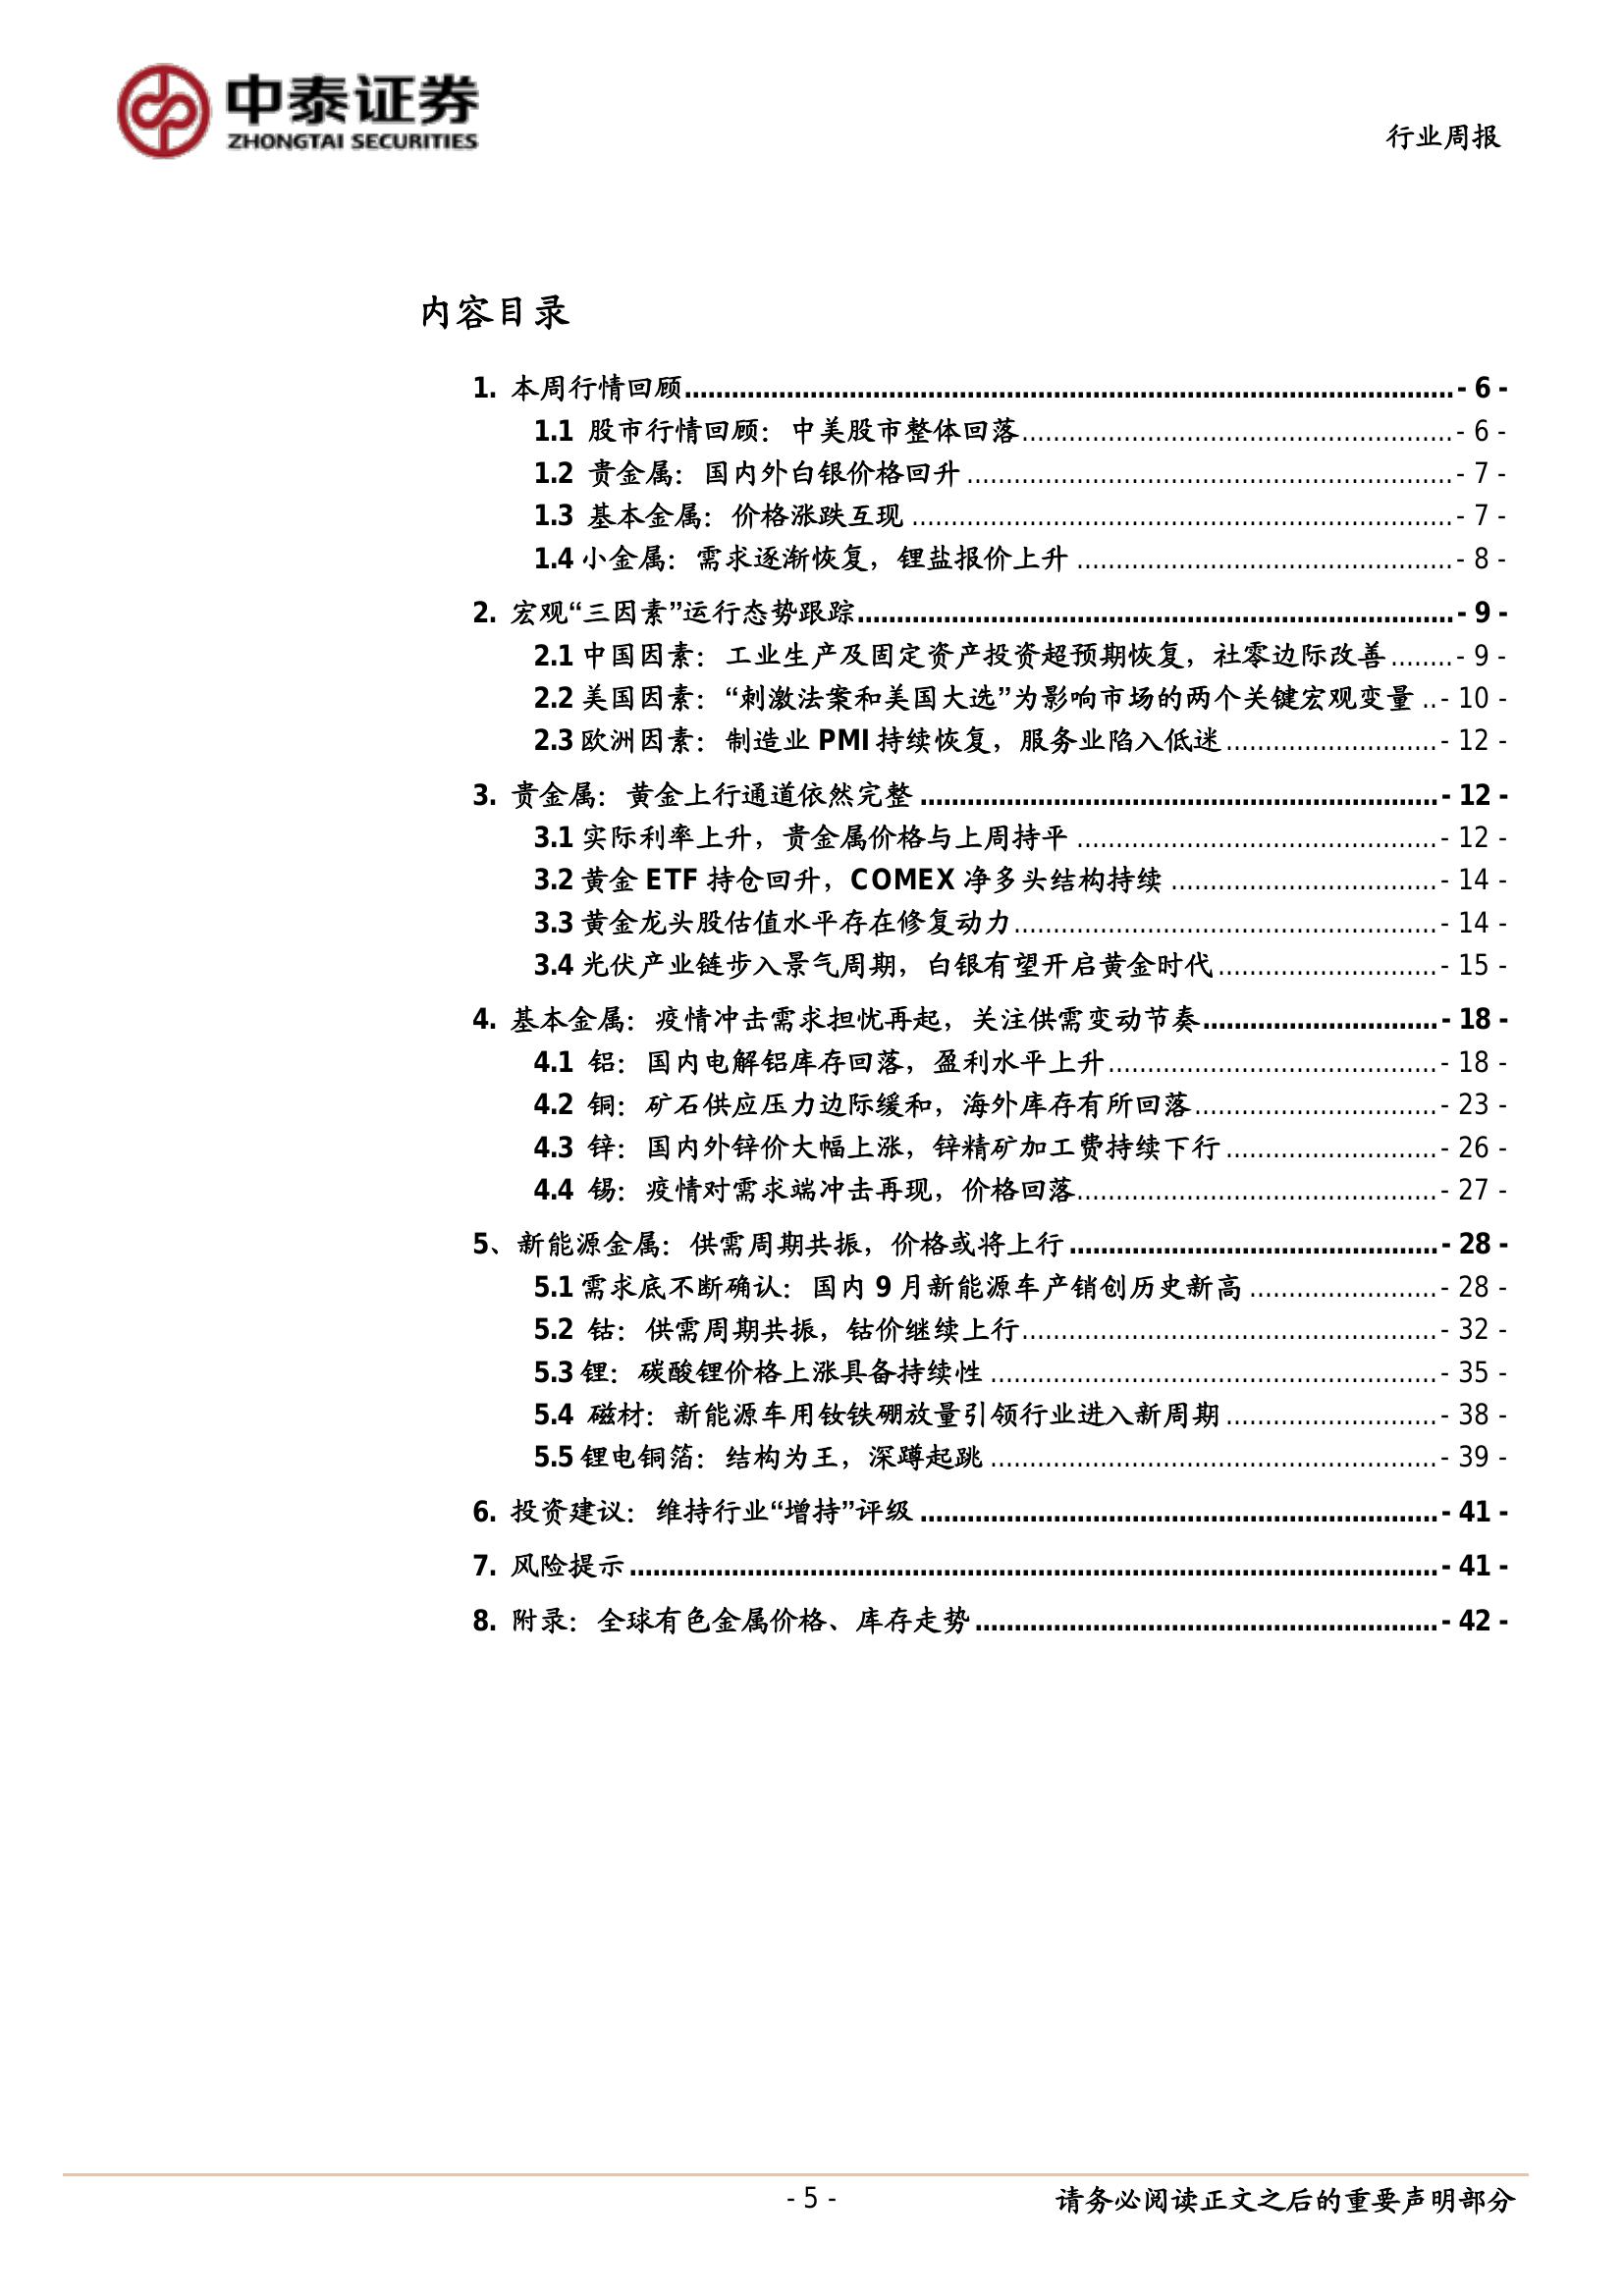 中泰证券
ZHONGTAI SECURITIES
行业周报
内容目录
1. 本周行情回顾 - 6 -
1.1 股市行情回顾：中美股市整体回落 - 6 -
1.2 贵金属：国内外白银价格回升 - 7 -
1.3 基本金属：价格涨跌互现 - 7 -
1.4 小金属：需求逐渐恢复，锂盐报价上升 - 8 -
2. 宏观“三因素”运行态势跟踪 - 9 -
2.1 中国因素：工业生产及固定资产投资超预期恢复，社零边际改善 - 9 -
2.2 美国因素：“刺激法案和美国大选”为影响市场的两个关键宏观变量 - 10 -
2.3 欧洲因素：制造业 PMI 持续恢复，服务业陷入低迷 - 12 -
3. 贵金属：黄金上行通道依然完整 - 12 -
3.1 实际利率上升，贵金属价格与上周持平 - 12 -
3.2 黄金 ETF 持仓回升，COMEX 净多头结构持续 - 14 -
3.3 黄金龙头股估值水平存在修复动力 - 14 -
3.4 光伏产业链步入景气周期，白银有望开启黄金时代 - 15 -
4. 基本金属：疫情冲击需求担忧再起，关注供需变动节奏 - 18 -
4.1 铝：国内电解铝库存回落，盈利水平上升 - 18 -
4.2 铜：矿石供应压力边际缓和，海外库存有所回落 - 23 -
4.3 锌：国内外锌价大幅上涨，锌精矿加工费持续下行 - 26 -
4.4 锡：疫情对需求端冲击再现，价格回落 - 27 -
5、新能源金属：供需周期共振，价格或将上行 - 28 -
5.1 需求底不断确认：国内 9 月新能源车产销创历史新高 - 28 -
5.2 钴：供需周期共振，钴价继续上行 - 32 -
5.3 锂：碳酸锂价格上涨具备持续性 - 35 -
5.4 磁材：新能源车用钕铁硼放量引领行业进入新周期 - 38 -
5.5 锂电铜箔：结构为王，深蹲起跳 - 39 -
6. 投资建议：维持行业“增持”评级 - 41 -
7. 风险提示 - 41 -
8. 附录：全球有色金属价格、库存走势 - 42 -
- 5 -
请务必阅读正文之后的重要声明部分